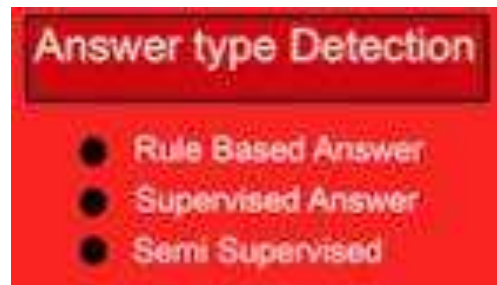 Answer type Detection
Rule Based Answer
Supervised Answer
Semi Supervised